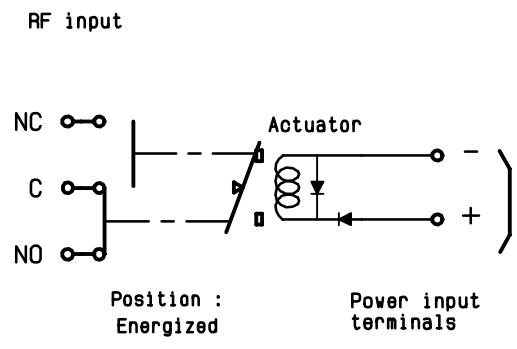 RF input
NC
Actuator
−
C
+
NO
Position :
Energized
Power input
terminals